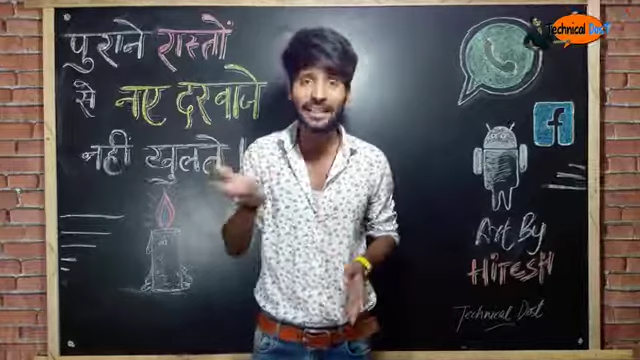 पुराने रास्तों
से नए दरवाजे
नहीं खुलते !
Technical Dost
Art By
HiTESH
Technical Dost